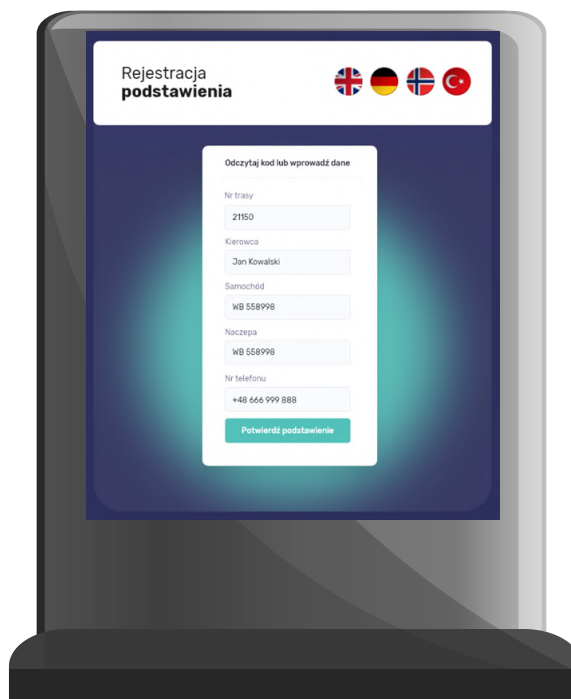 Rejestracja
podstawienia
Odczytaj kod lub wprowadź dane
Nr trasy
21150
Kierowca
Jan Kowalski
Samochód
WB 558998
Naczepa
WB 558998
Nr telefonu
+48 666 999 888
Potwierdź podstawienie